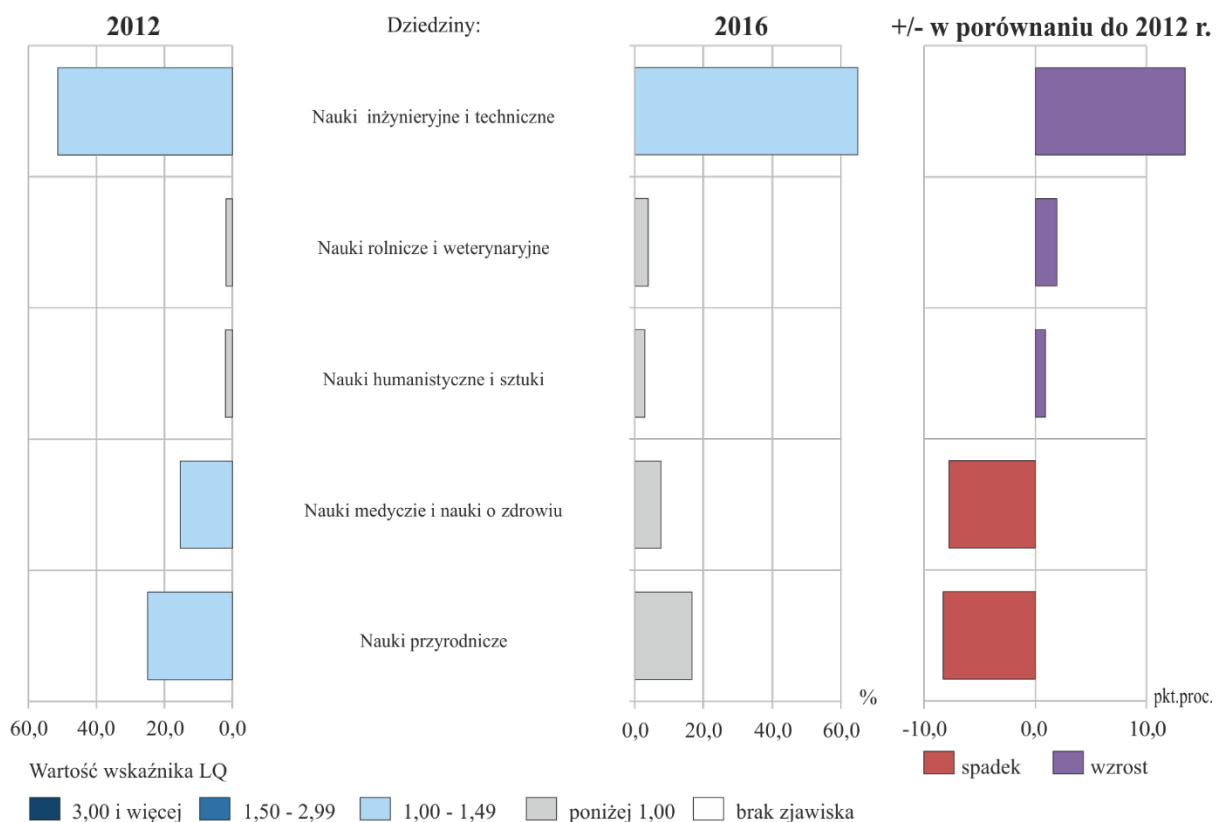 2012 Dziedziny: 2016 +/- w porównaniu do 2012 r.
Nauki inżynieryjne i techniczne
Nauki rolnicze i weterynaryjne
Nauki humanistyczne i sztuki
Nauki medyczie i nauki o zdrowiu
Nauki przyrodnicze
% pkt.proc.
60,0 40,0 20,0 0,0 0,0 20,0 40,0 60,0 -10,0 0,0 10,0
Wartość wskaźnika LQ spadek wzrost
3,00 i więcej 1,50 - 2,99 1,00 - 1,49 poniżej 1,00 brak zjawiska